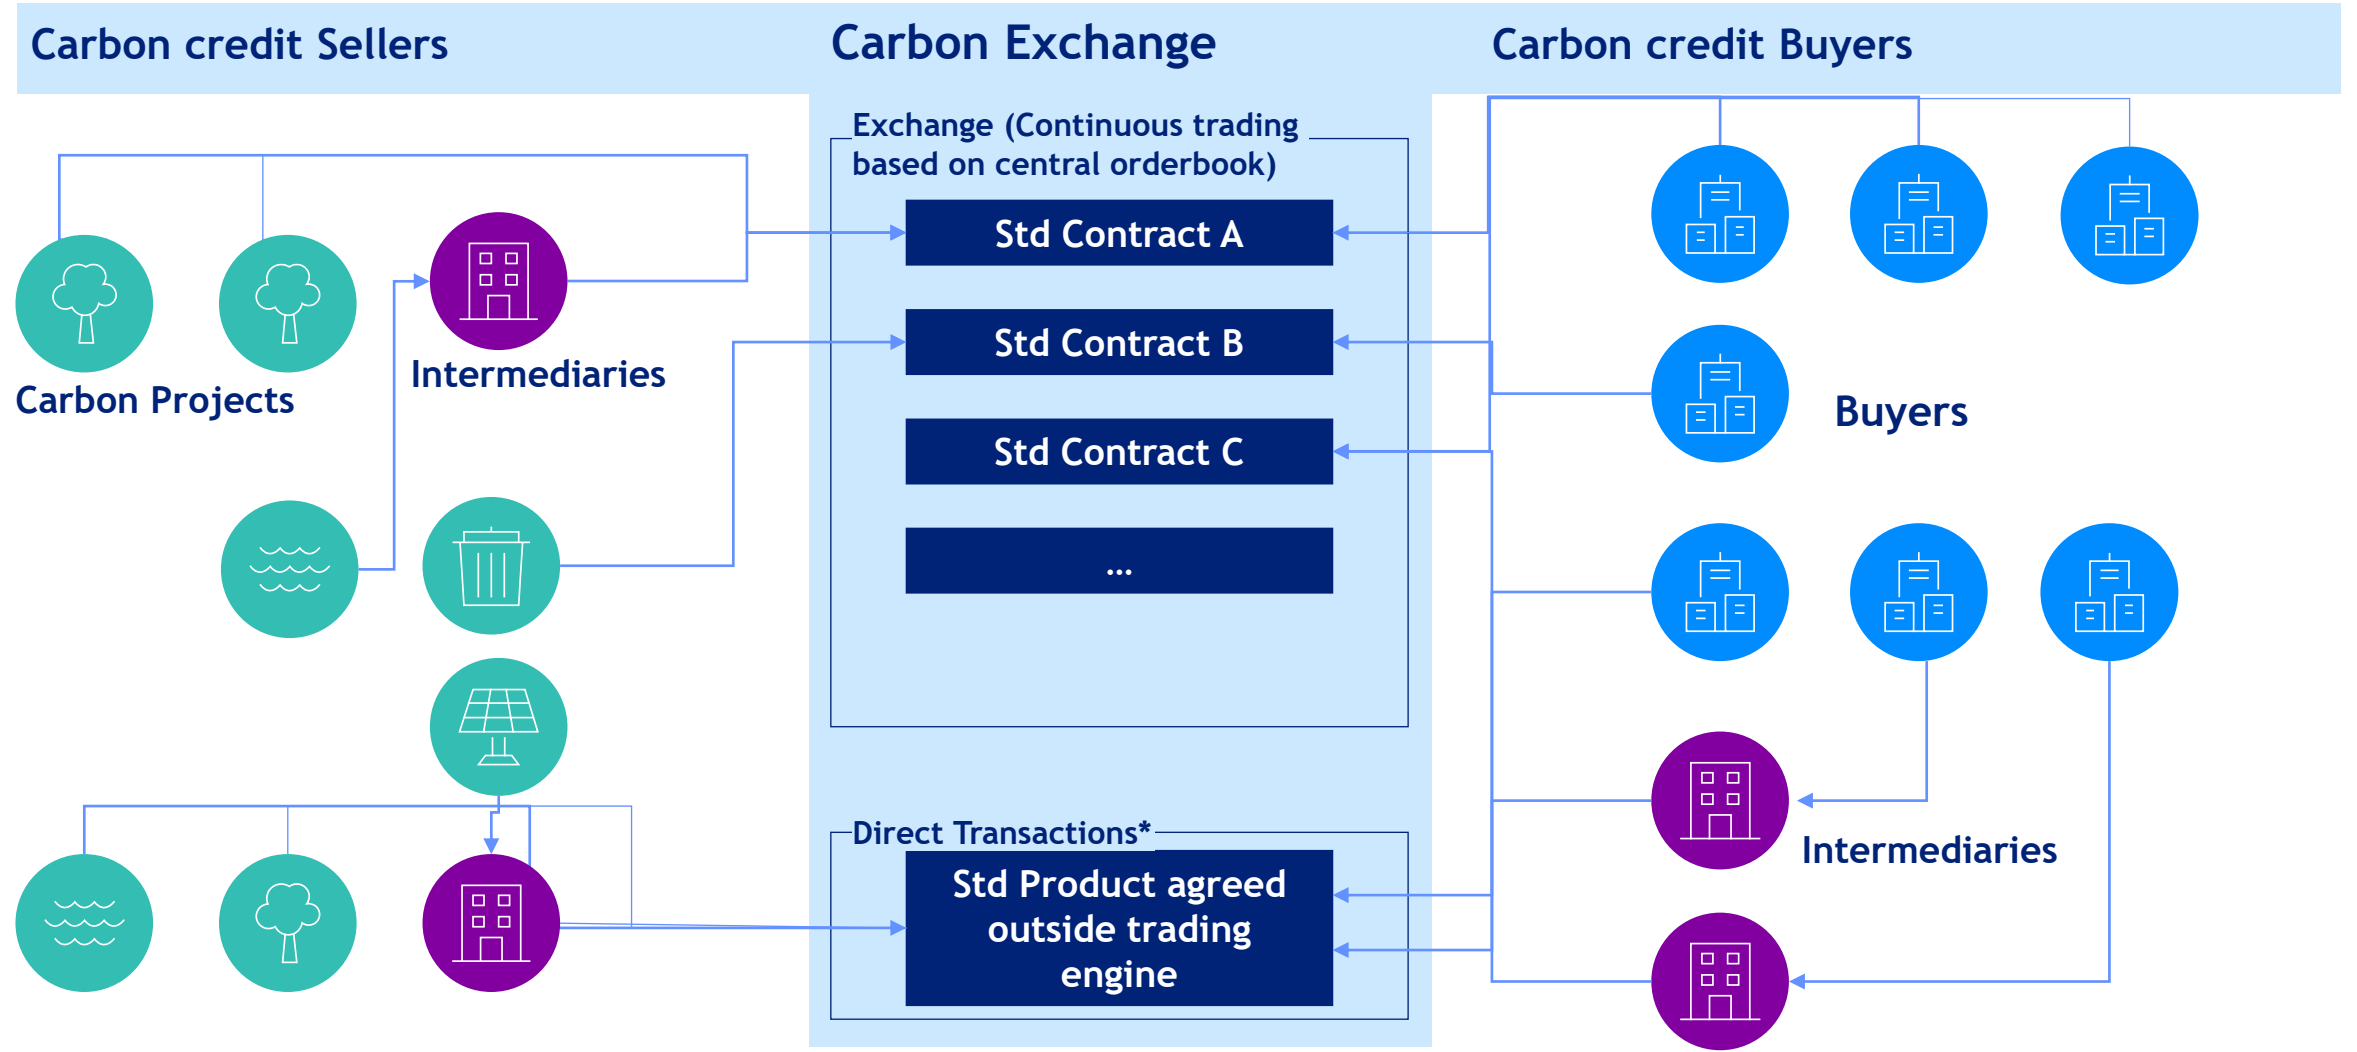 Carbon credit Sellers
Carbon Exchange
Carbon credit Buyers
Exchange (Continuous trading
based on central orderbook)
Std Contract A
Std Contract B
Std Contract C
...
Intermediaries
Carbon Projects
Buyers
Direct Transactions*
Std Product agreed
outside trading
engine
Intermediaries